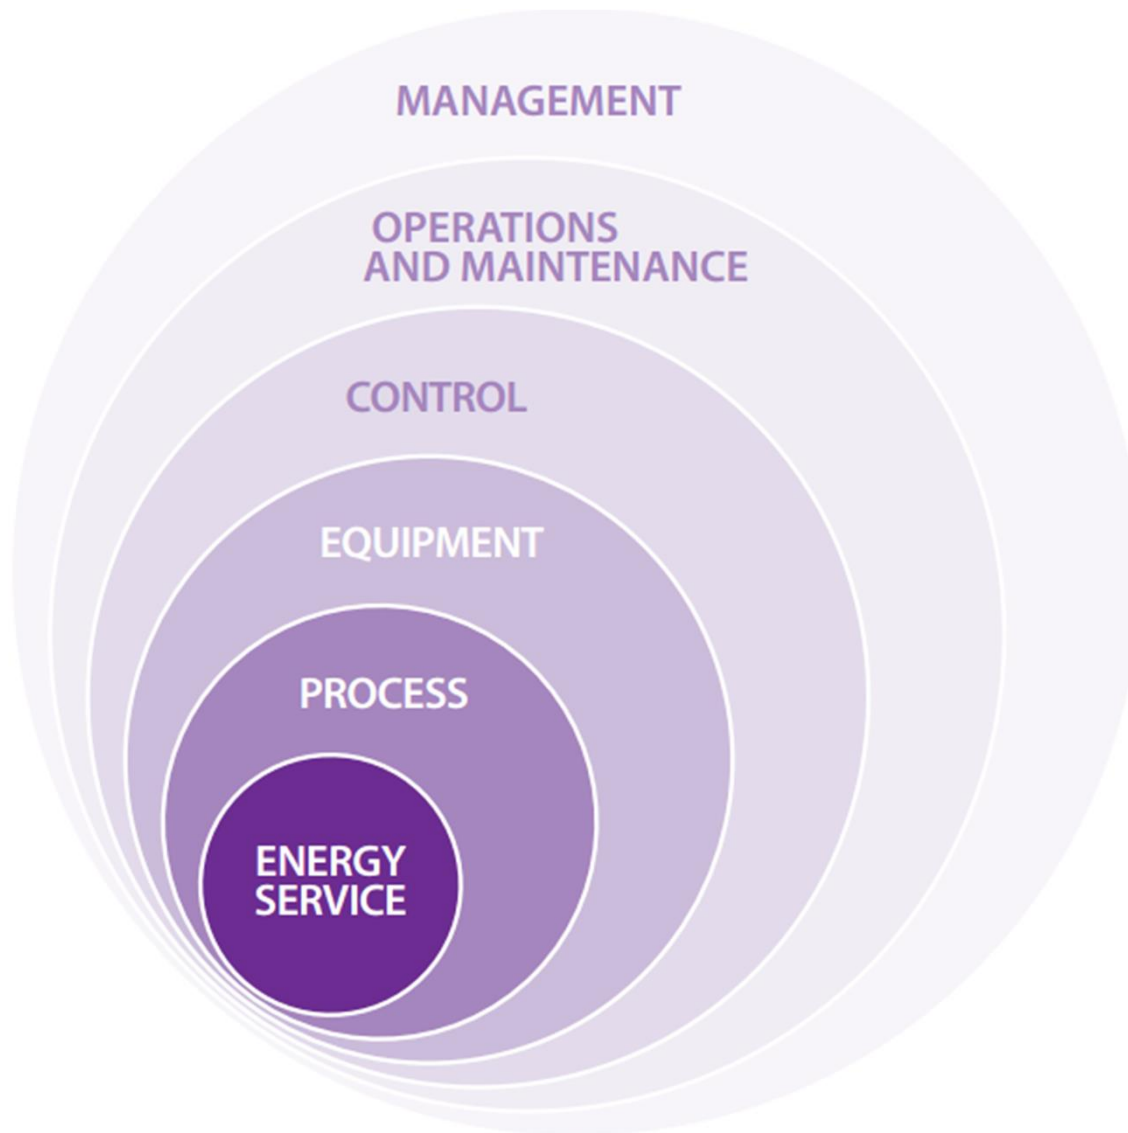 MANAGEMENT
OPERATIONS
AND MAINTENANCE
CONTROL
EQUIPMENT
PROCESS
ENERGY
SERVICE